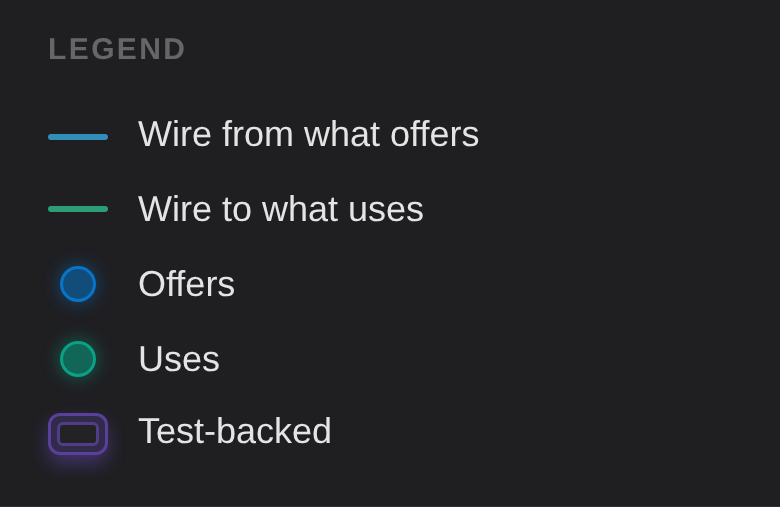 LEGEND
Wire from what offers
Wire to what uses
Offers
Uses
Test-backed